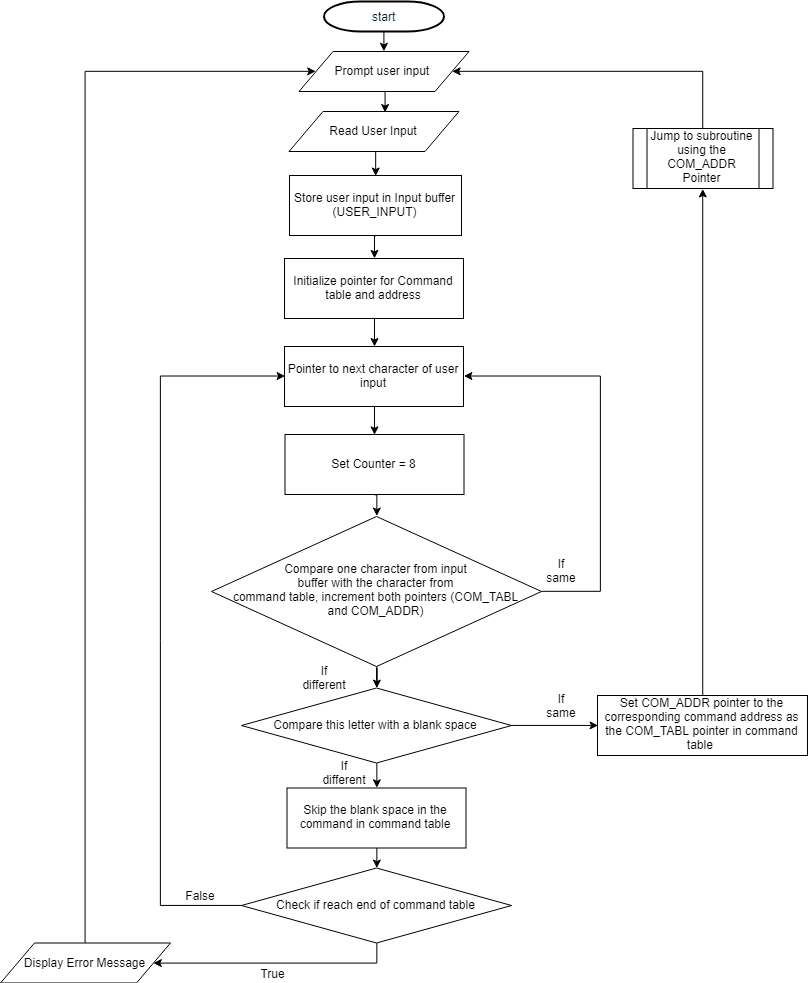 start
Prompt user input
Read User Input
Jump to subroutine
using the
COM_ADDR
Pointer
Store user input in Input buffer
(USER_INPUT)
Initialize pointer for Command
table and address
Pointer to next character of user
input
Set Counter = 8
Compare one character from input
buffer with the character from
command table, increment both pointers (COM_TABL
and COM_ADDR)
If
same
If
different
Compare this letter with a blank space
If
same
Set COM_ADDR pointer to the
corresponding command address as
the COM_TABL pointer in command
table
If
different
Skip the blank space in the
command in command table
Check if reach end of command table
False
Display Error Message
True